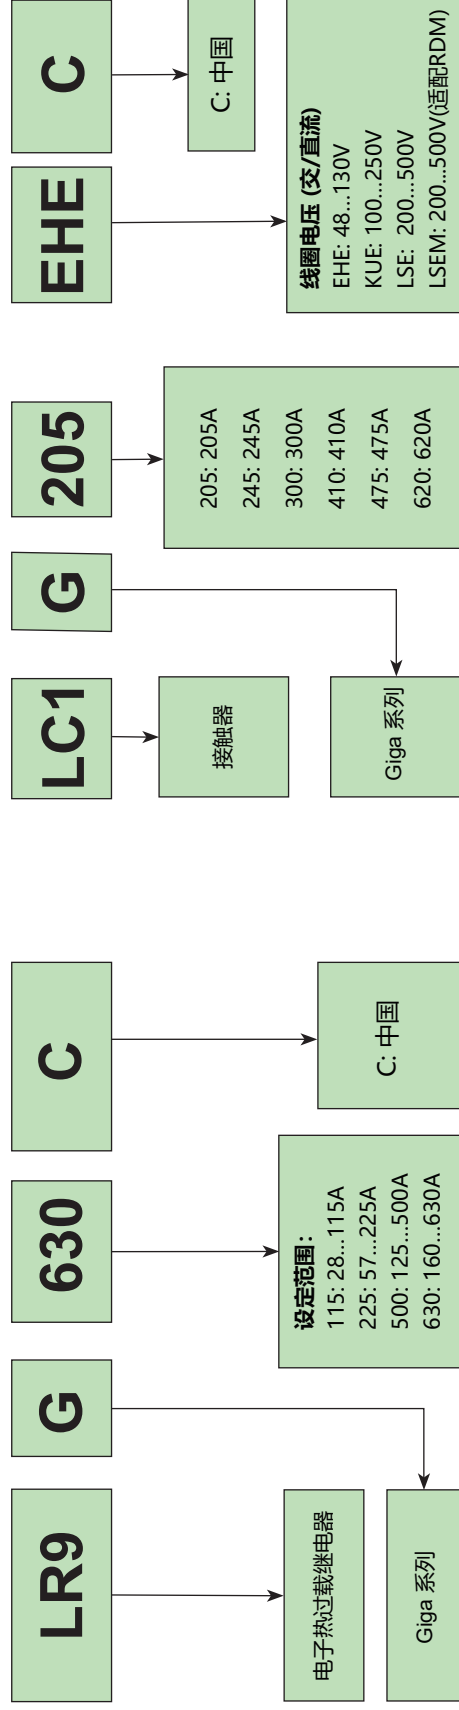 LC1
G
205
EHE
C
接触器
Giga 系列
205: 205A
245: 245A
300: 300A
410: 410A
475: 475A
620: 620A
线圈电压 (交/直流)
EHE: 48...130V
KUE: 100...250V
LSE: 200...500V
LSEM: 200...500V(适配RDM)
C: 中国
LR9
G
630
C
电子热过载继电器
Giga 系列
设定范围:
115: 28...115A
225: 57...225A
500: 125...500A
630: 160...630A
C: 中国